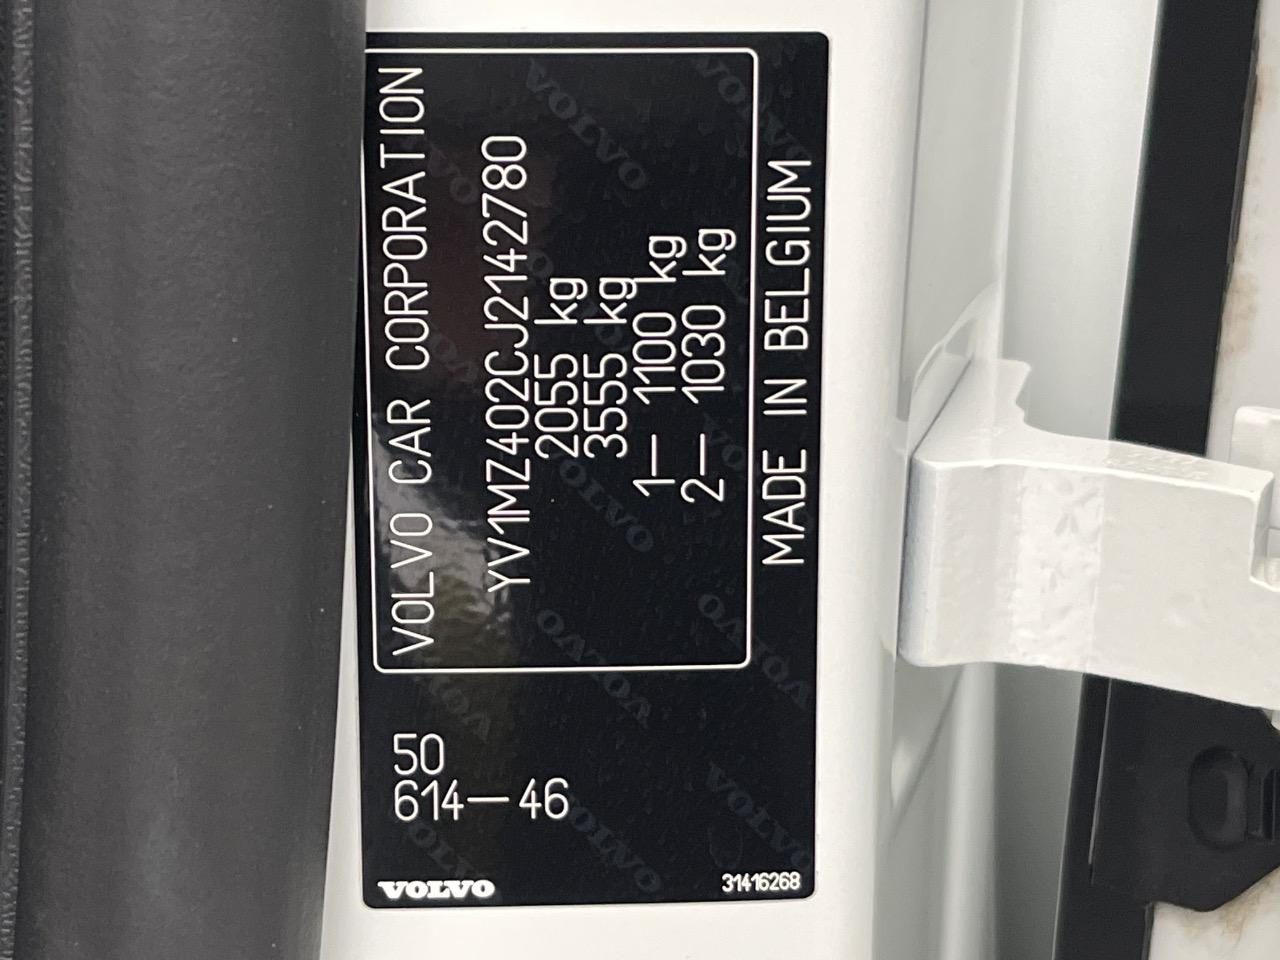 VOLVO CAR CORPORATION
YV1MZ402CJ2142780
2055 kg
3555 kg
1— 1100 kg
2— 1030 kg
MADE IN BELGIUM
50
614—46
VOLVO
31416268